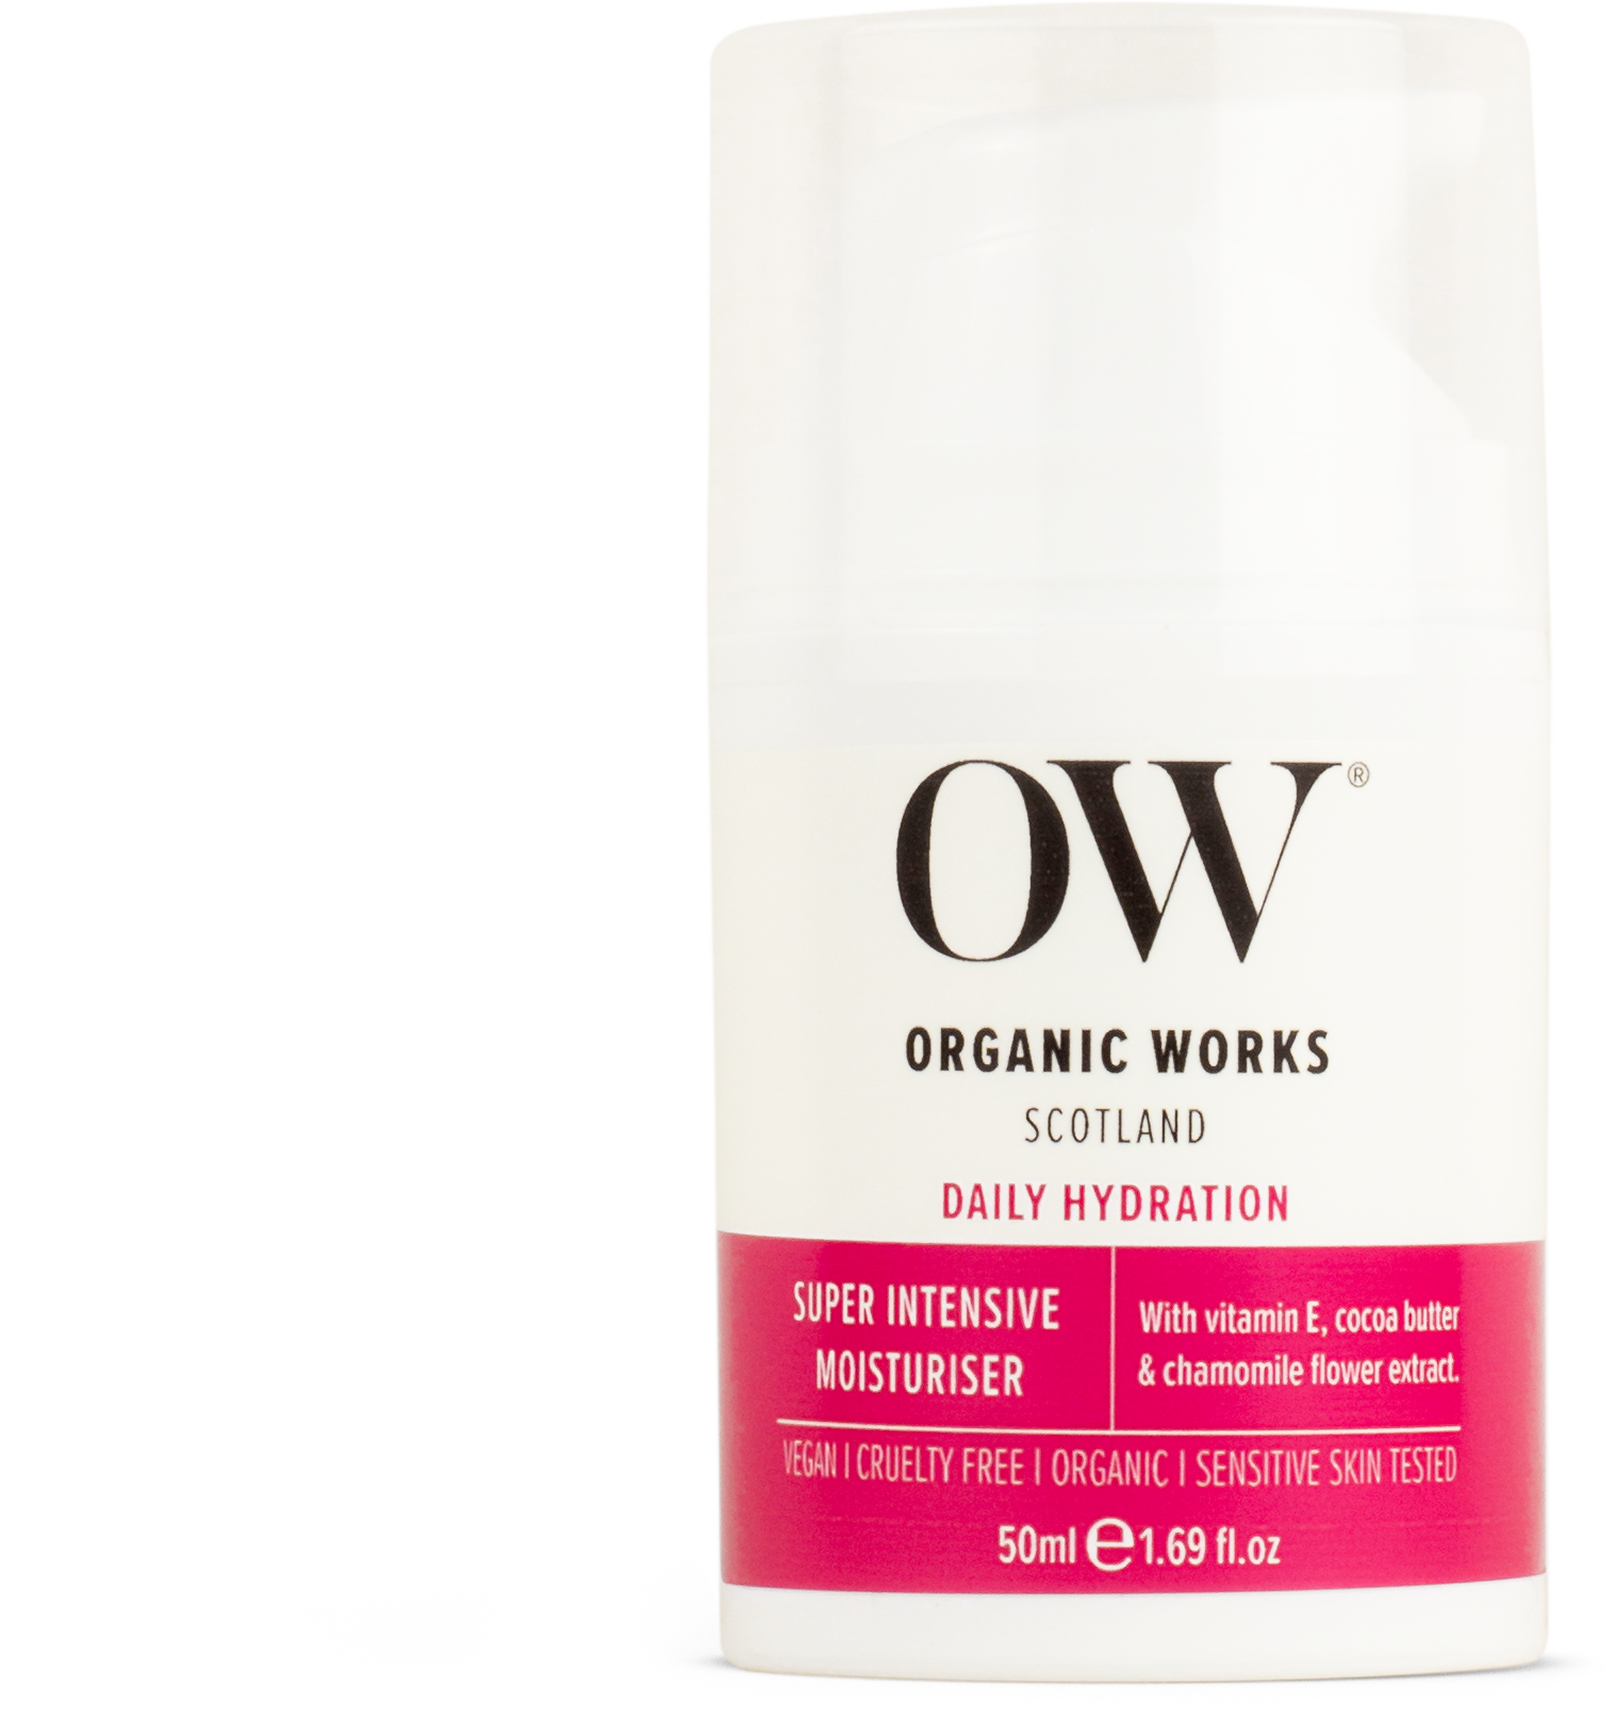 OW®
ORGANIC WORKS
SCOTLAND
DAILY HYDRATION
SUPER INTENSIVE
MOISTURISER
With vitamin E, cocoa butter
& chamomile flower extract.
VEGAN | CRUELTY FREE | ORGANIC | SENSITIVE SKIN TESTED
50ml ℮ 1.69 fl.oz